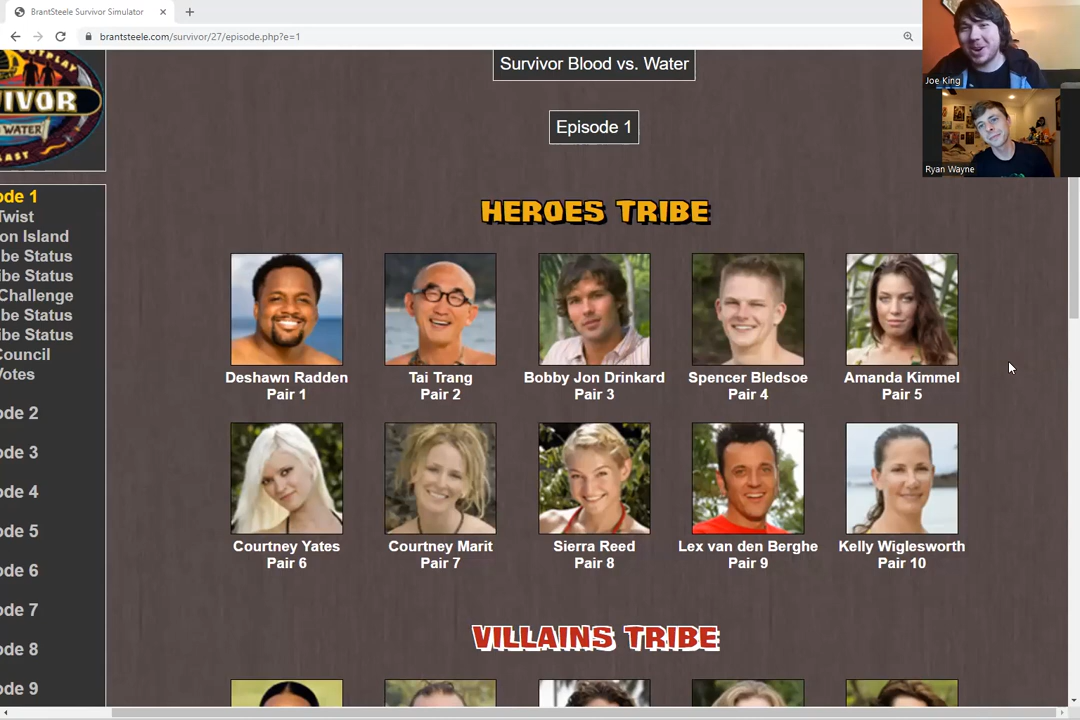 BrantSteele Survivor Simulator
brantsteele.com/survivor/27/episode.php?e=1
Joe King
Ryan Wayne
IVOR
WATER
AST
Survivor Blood vs. Water
Episode 1
ode 1
Twist
on Island
be Status
ibe Status
Challenge
be Status
ibe Status
Council
Votes
ode 2
ode 3
ode 4
ode 5
ode 6
ode 7
ode 8
ode 9
HEROES TRIBE
Deshawn Radden
Pair 1
Tai Trang
Pair 2
Bobby Jon Drinkard
Pair 3
Spencer Bledsoe
Pair 4
Amanda Kimmel
Pair 5
Courtney Yates
Pair 6
Courtney Marit
Pair 7
Sierra Reed
Pair 8
Lex van den Berghe
Pair 9
Kelly Wiglesworth
Pair 10
VILLAINS TRIBE